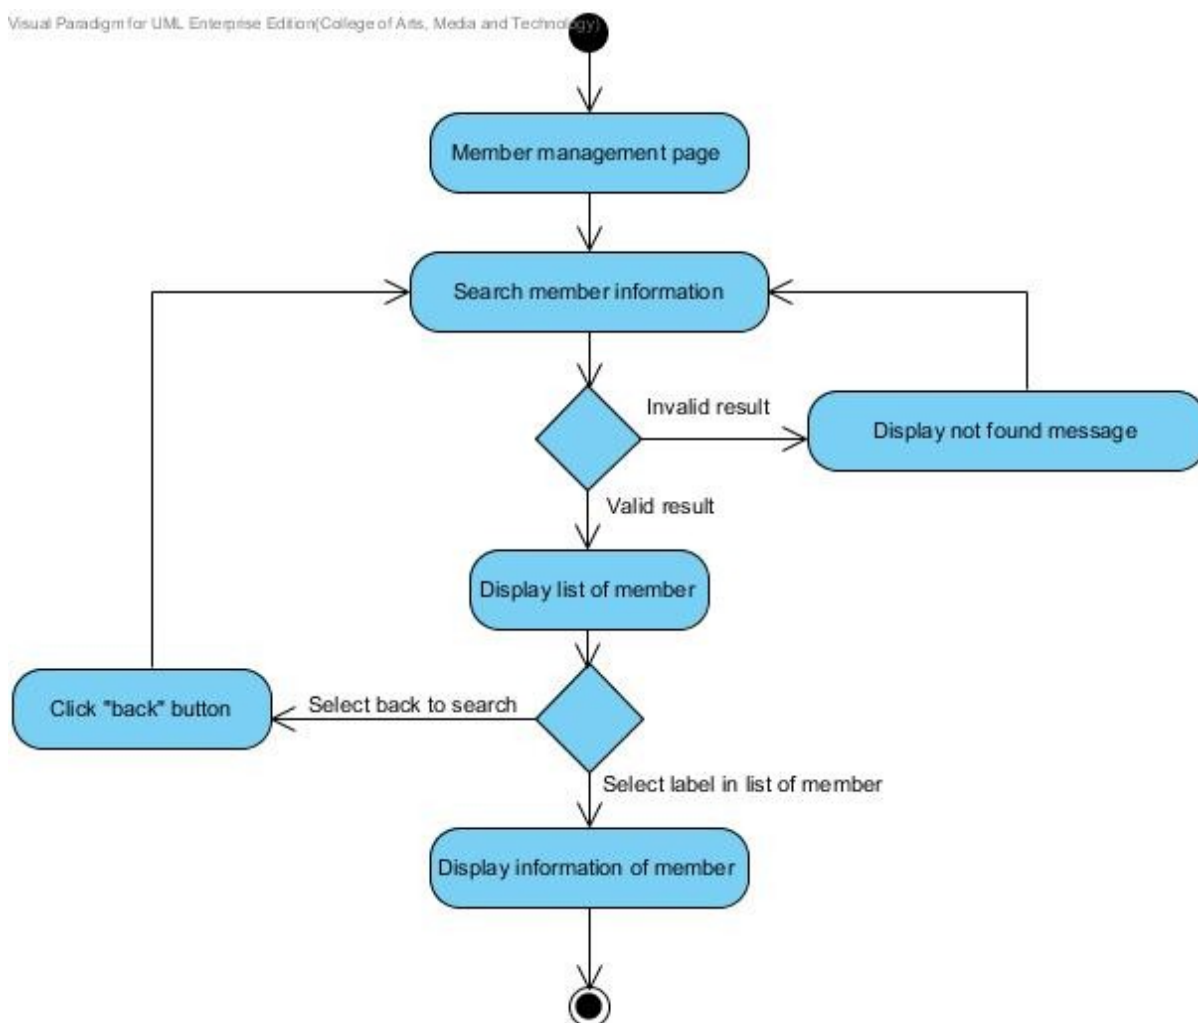 Visual Paradigm for UML Enterprise Edition(College of Arts, Media and Technology)
Member management page
Search member information
Invalid result
Display not found message
Valid result
Display list of member
Select back to search
Click "back" button
Select label in list of member
Display information of member